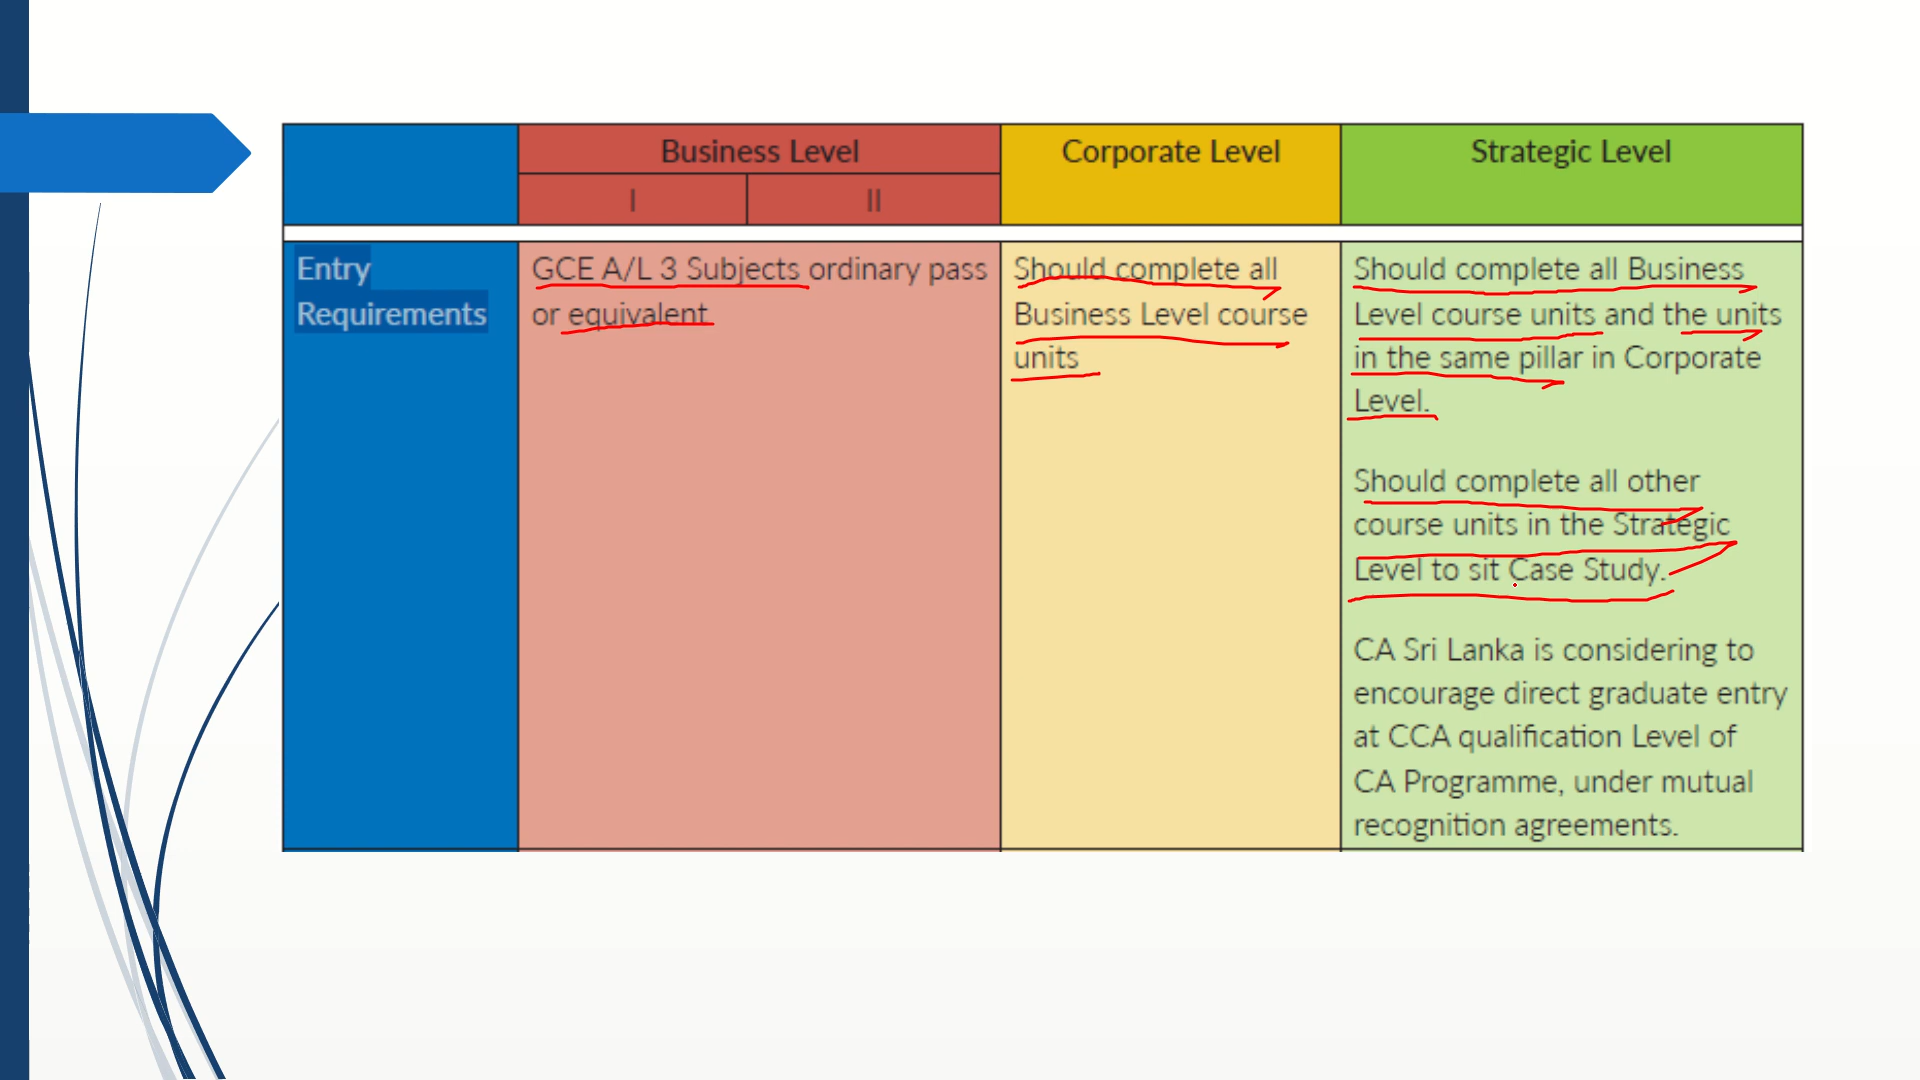 Business Level
Corporate Level
Strategic Level
I
II
Entry
Requirements
GCE A/L 3 Subjects ordinary pass
or equivalent
Should complete all
Business Level course
units
Should complete all Business
Level course units and the units
in the same pillar in Corporate
Level.
Should complete all other
course units in the Strategic
Level to sit Case Study.
CA Sri Lanka is considering to
encourage direct graduate entry
at CCA qualification Level of
CA Programme, under mutual
recognition agreements.